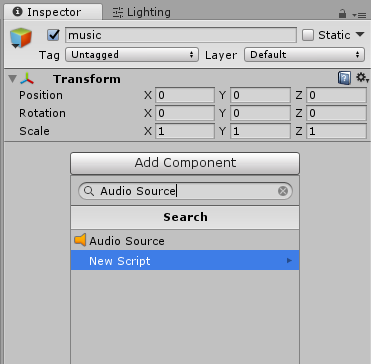 Inspector Lighting
music Static
Tag Untagged Layer Default
Transform
Position X 0 Y 0 Z 0
Rotation X 0 Y 0 Z 0
Scale X 1 Y 1 Z 1
Add Component
Audio Source
Search
Audio Source
New Script